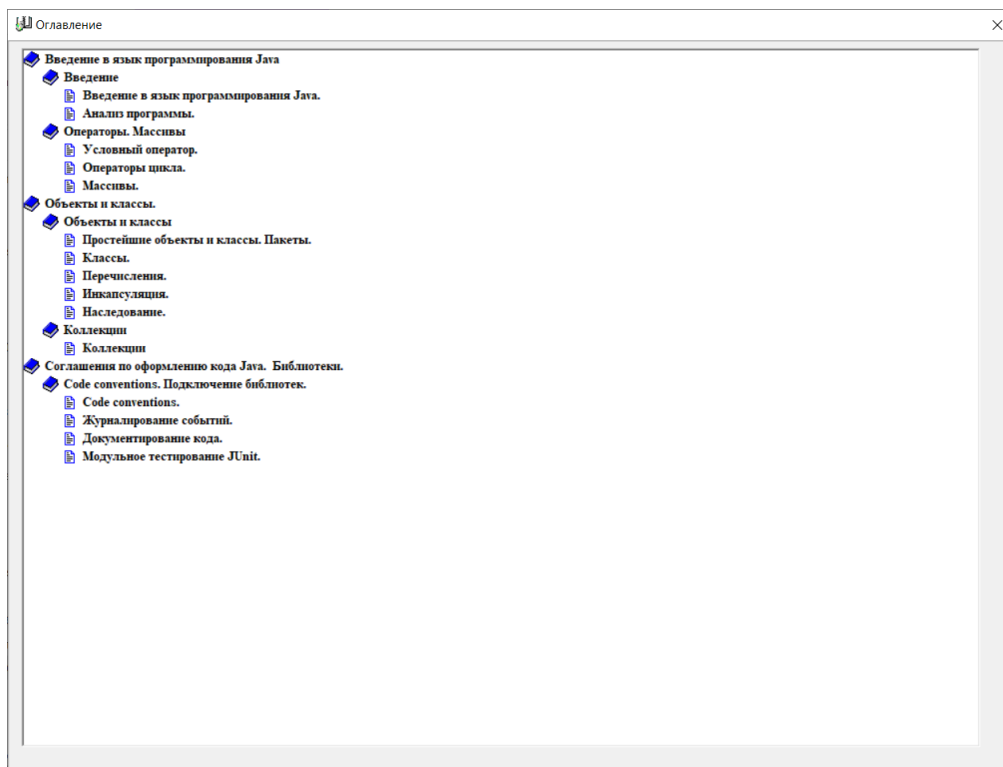 Оглавление
Введение в язык программирования Java
Введение
Введение в язык программирования Java.
Анализ программы.
Операторы. Массивы
Условный оператор.
Операторы цикла.
Массивы.
Объекты и классы.
Объекты и классы
Простейшие объекты и классы. Пакеты.
Классы.
Перечисления.
Инкапсуляция.
Наследование.
Коллекции
Коллекции
Соглашения по оформлению кода Java. Библиотеки.
Code conventions. Подключение библиотек.
Code conventions.
Журналирование событий.
Документирование кода.
Модульное тестирование JUnit.